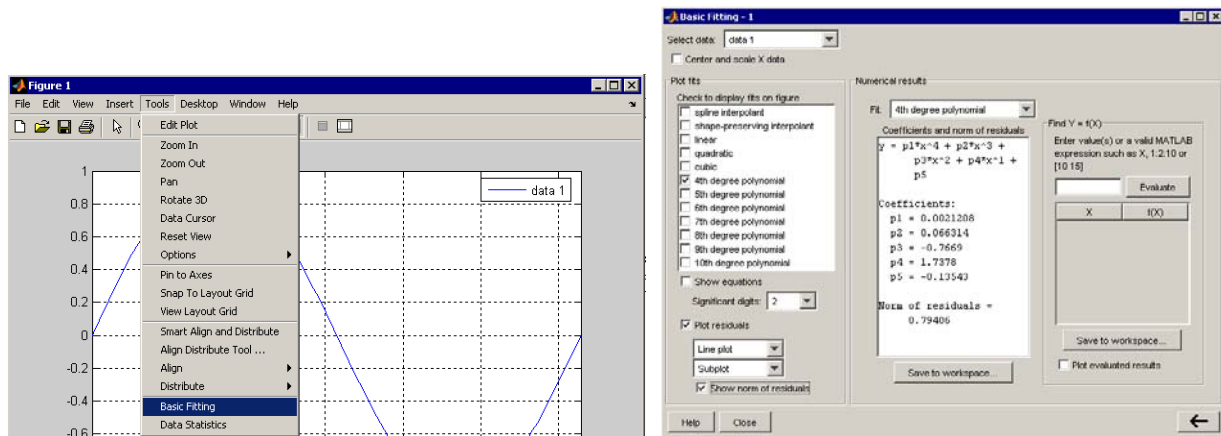 Figure 1
File Edit View Insert Tools Desktop Window Help
Edit Plot
Zoom In
Zoom Out
Pan
Rotate 3D
Data Cursor
Reset View
Options
Pin to Axes
Snap To Layout Grid
View Layout Grid
Smart Align and Distribute
Align Distribute Tool ...
Align
Distribute
Basic Fitting
Data Statistics
1
0.8
0.6
0.4
0.2
0
-0.2
-0.4
-0.6
data 1
Basic Fitting - 1
Select data: data 1
Center and scale X data
Plot fits
Check to display fits on figure
spline interpolant
shape-preserving interpolant
linear
quadratic
cubic
4th degree polynomial
5th degree polynomial
6th degree polynomial
7th degree polynomial
8th degree polynomial
9th degree polynomial
10th degree polynomial
Show equations
Significant digits: 2
Plot residuals
Line plot
Subplot
Show norm of residuals
Numerical results
Fit: 4th degree polynomial
Coefficients and norm of residuals
y = p1*x^4 + p2*x^3 +
p3*x^2 + p4*x^1 +
p5
Coefficients:
p1 = 0.0021208
p2 = 0.066314
p3 = -0.7669
p4 = 1.7378
p5 = -0.13543
Norm of residuals =
0.79406
Save to workspace...
Find Y = f(X)
Enter value(s) or a valid MATLAB
expression such as X, 1:2:10 or
[10 15]
Evaluate
X f(X)
Save to workspace...
Plot evaluated results
Help Close